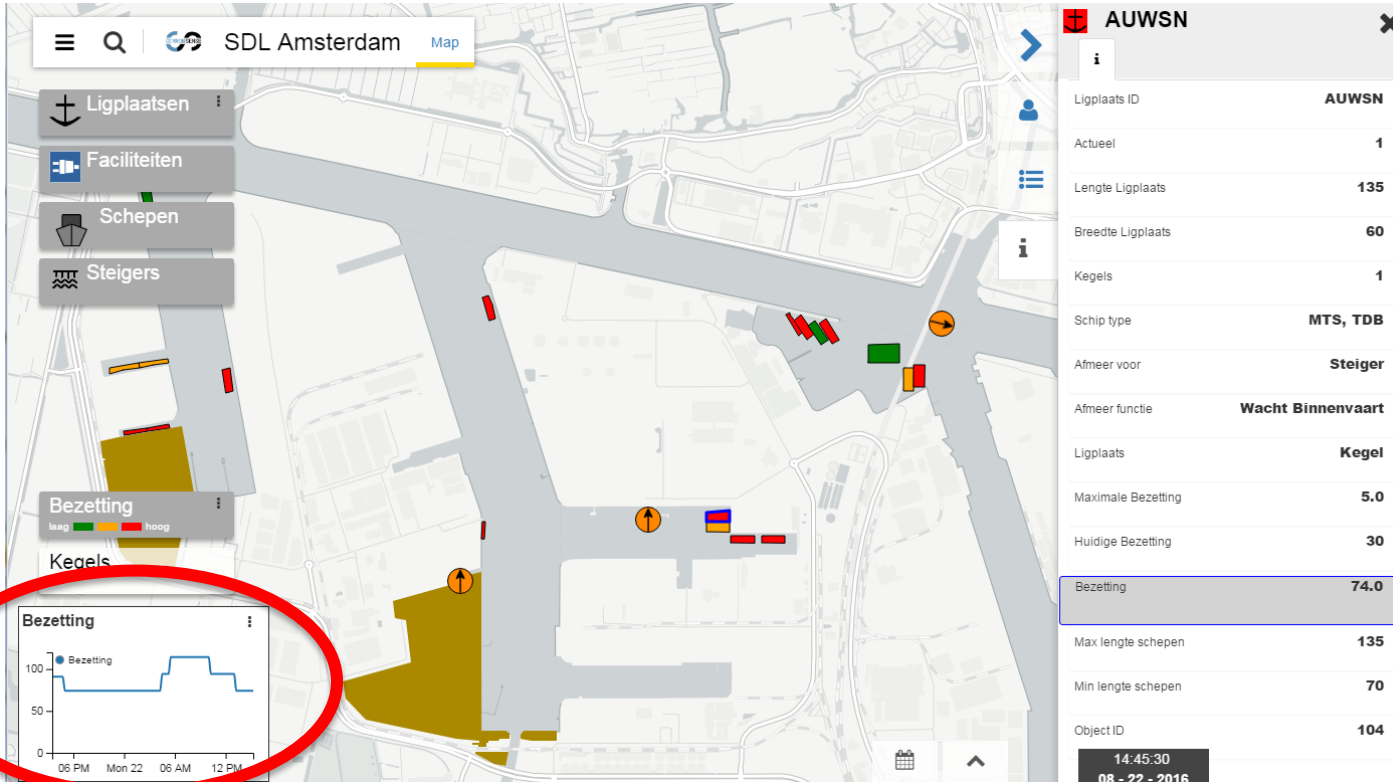 SDL Amsterdam
Map
Ligplaatsen
Faciliteiten
Schepen
Steigers
Bezetting
laag hoog
Kegels
Bezetting
Bezetting
100
50
0
06 PM Mon 22 06 AM 12 PM
AUWSN
i
i
Ligplaats ID AUWSN
Actueel 1
Lengte Ligplaats 135
Breedte Ligplaats 60
Kegels 1
Schip type MTS, TDB
Afmeer voor Steiger
Afmeer functie Wacht Binnenvaart
Ligplaats Kegel
Maximale Bezetting 5.0
Huidige Bezetting 30
Bezetting 74.0
Max lengte schepen 135
Min lengte schepen 70
Object ID 104
14:45:30
08 - 22 - 2016